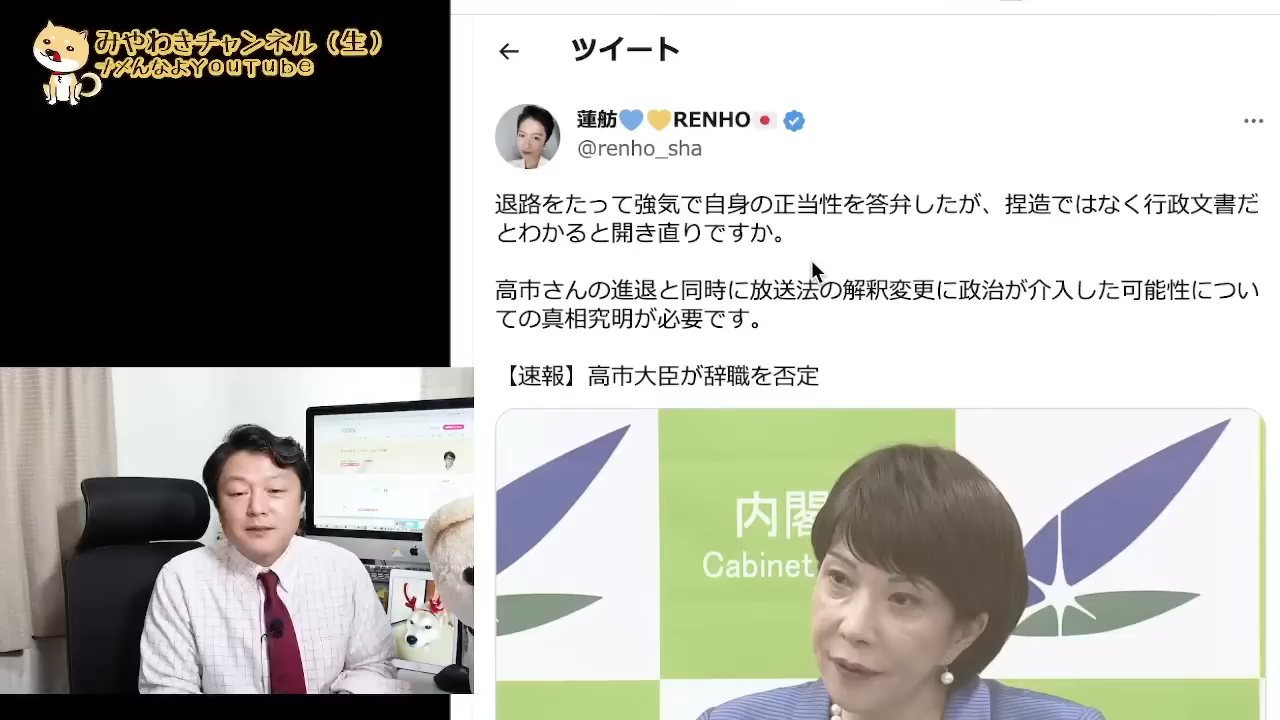 みやわきチャンネル（生）
ナメんなよYouTube
ツイート
蓮舫💙💛RENHO🇯🇵
@renho_sha
退路をたって強気で自身の正当性を答弁したが、捏造ではなく行政文書だ
とわかると開き直りですか。
高市さんの進退と同時に放送法の解釈変更に政治が介入した可能性につい
ての真相究明が必要です。
【速報】高市大臣が辞職を否定
内閣
Cabinet